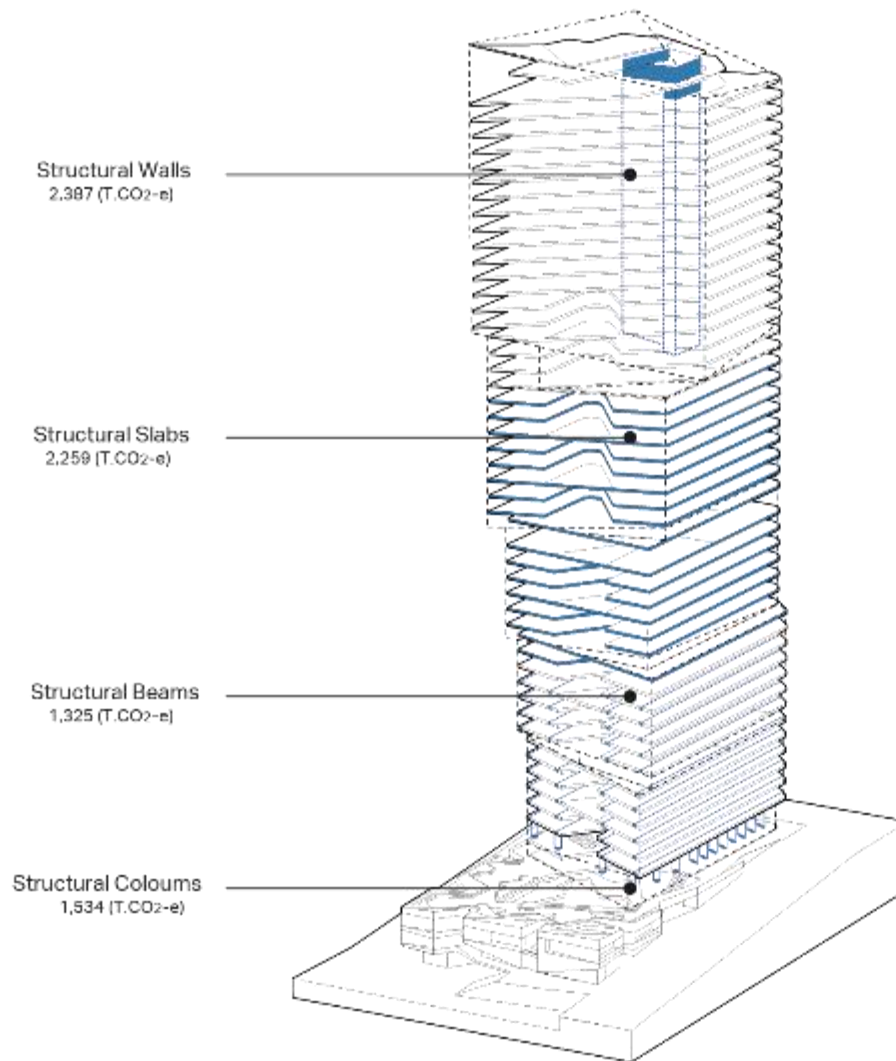 Structural Walls
2,387 (T.CO2-e)
Structural Slabs
2,259 (T.CO2-e)
Structural Beams
1,325 (T.CO2-e)
Structural Coloums
1,534 (T.CO2-e)